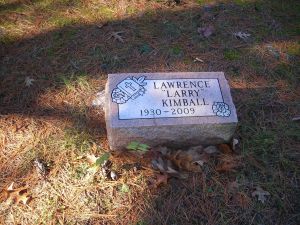 LAWRENCE
"LARRY"
KIMBALL
1930-2009